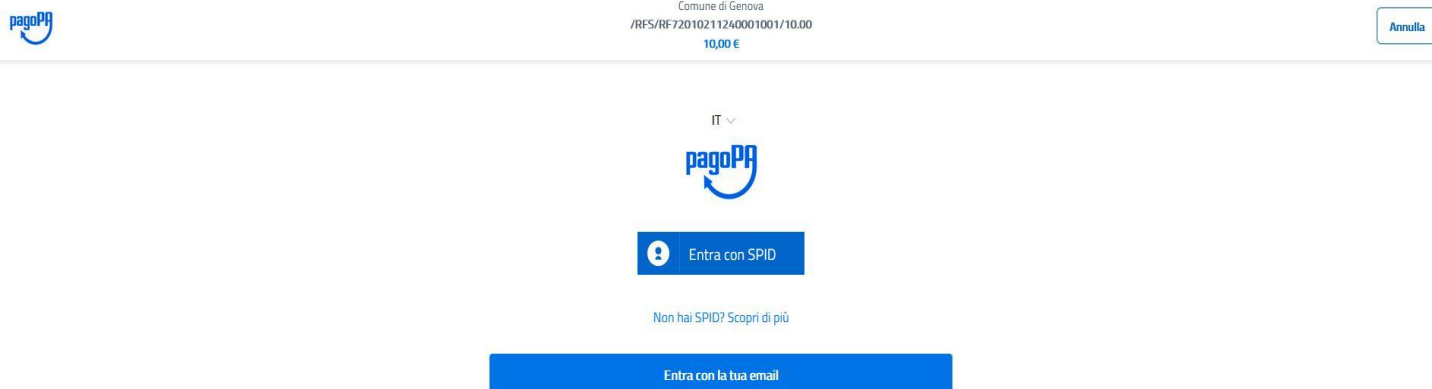 pagoPA
Comune di Genova
/RFS/RF72010211240001001/10.00
10,00 €
Annulla
IT
pagoPA
Entra con SPID
Non hai SPID? Scopri di più
Entra con la tua email